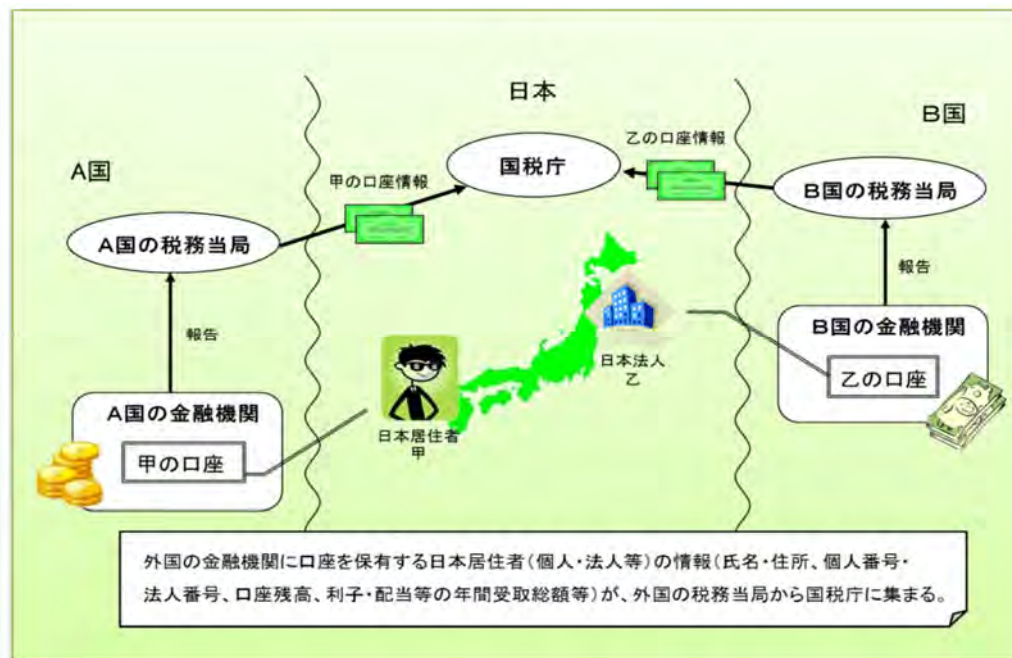 日本
B国
A国
乙の口座情報
国税庁
甲の口座情報
B国の税務当局
A国の税務当局
報告
報告
B国の金融機関
乙の口座
日本法人
乙
A国の金融機関
甲の口座
日本居住者
甲
外国の金融機関に口座を保有する日本居住者(個人・法人等)の情報(氏名・住所、個人番号・
法人番号、口座残高、利子・配当等の年間受取総額等)が、外国の税務当局から国税庁に集まる。